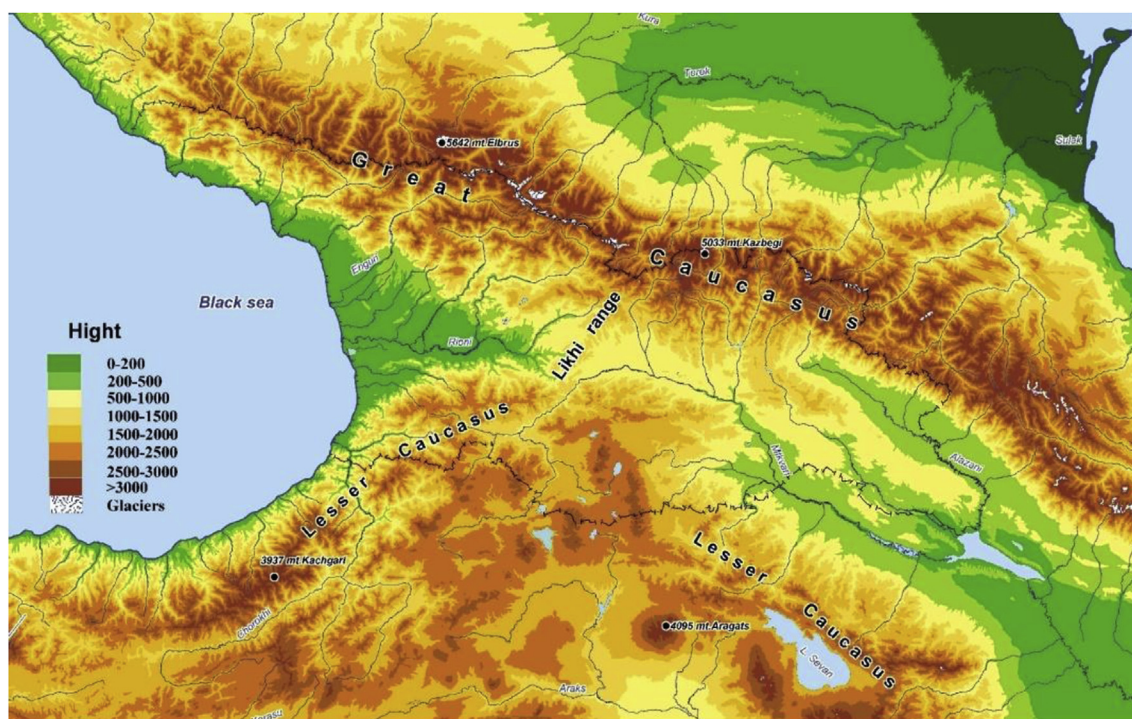 Kura
Terek
Sulak
5642 mt.Elbrus
Great
Caucasus
5033 mt.Kazbegi
Enguri
Black sea
Likhi range
Rioni
Hight
0-200
200-500
500-1000
1000-1500
1500-2000
2000-2500
2500-3000
>3000
Glaciers
Lesser Caucasus
Mtkvari
Alazani
3937 mt.Kachgari
Chorokhi
Lesser Caucasus
4095 mt.Aragats
L. Sevan
Araks